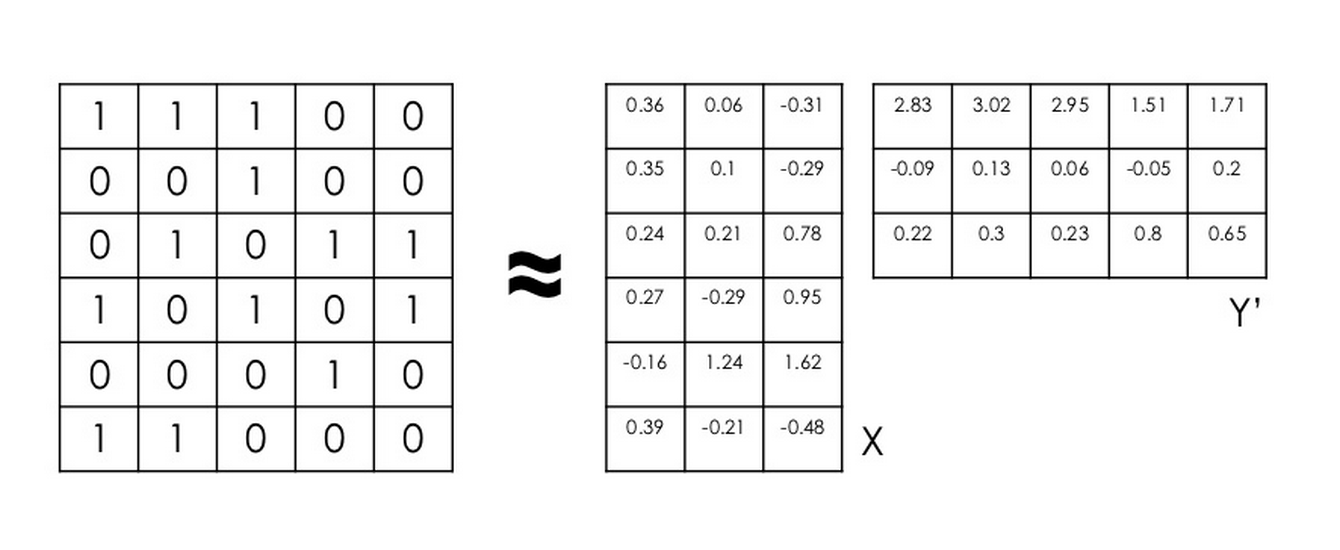 1 1 1 0 0
0 0 1 0 0
0 1 0 1 1
1 0 1 0 1
0 0 0 1 0
1 1 0 0 0
≈
0.36 0.06 -0.31
0.35 0.1 -0.29
0.24 0.21 0.78
0.27 -0.29 0.95
-0.16 1.24 1.62
0.39 -0.21 -0.48
X
2.83 3.02 2.95 1.51 1.71
-0.09 0.13 0.06 -0.05 0.2
0.22 0.3 0.23 0.8 0.65
Y'